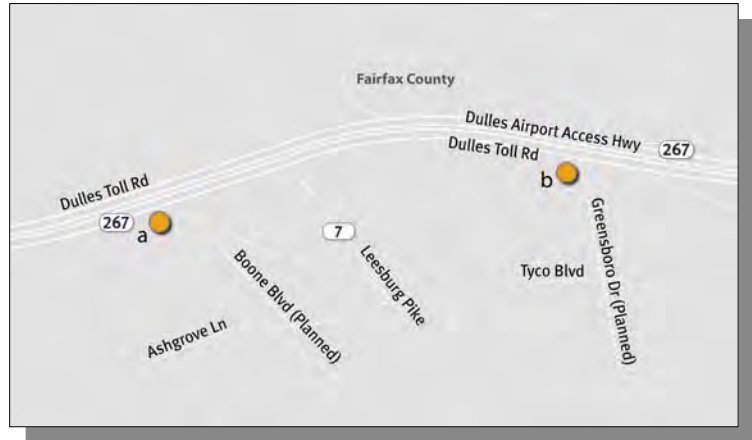 Fairfax County
Dulles Airport Access Hwy
267
Dulles Toll Rd
b
Dulles Toll Rd
267
a
7
Greensboro Dr (Planned)
Boone Blvd (Planned)
Leesburg Pike
Tyco Blvd
Ashgrove Ln